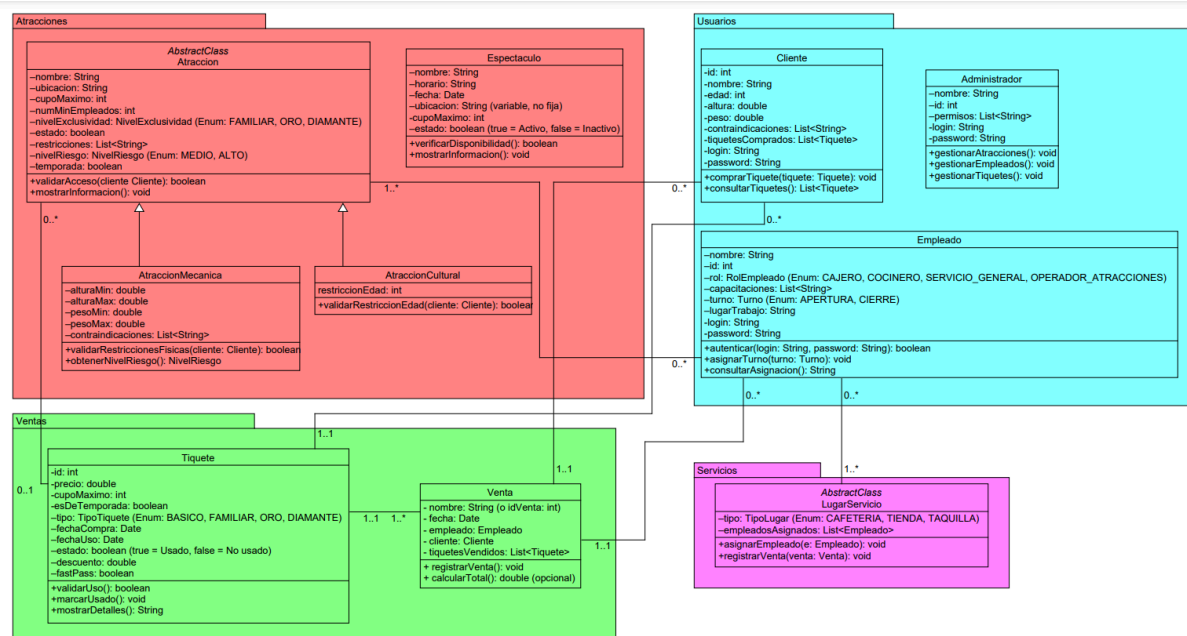 Atracciones
AbstractClass
Atraccion
–nombre: String
–ubicacion: String
–cupoMaximo: int
–numMinEmpleados: int
–nivelExclusividad: NivelExclusividad (Enum: FAMILIAR, ORO, DIAMANTE)
–estado: boolean
–restricciones: List<String>
–nivelRiesgo: NivelRiesgo (Enum: MEDIO, ALTO)
–temporada: boolean
+validarAcceso(cliente Cliente): boolean
+mostrarInformacion(): void
Espectaculo
–nombre: String
–horario: String
–fecha: Date
–ubicacion: String (variable, no fija)
-cupoMaximo: int
–estado: boolean (true = Activo, false = Inactivo)
+verificarDisponibilidad(): boolean
+mostrarInformacion(): void
1..*
0..*
AtraccionMecanica
–alturaMin: double
–alturaMax: double
–pesoMin: double
–pesoMax: double
–contraindicaciones: List<String>
+validarRestriccionesFisicas(cliente: Cliente): boolean
+obtenerNivelRiesgo(): NivelRiesgo
AtraccionCultural
restriccionEdad: int
+validarRestriccionEdad(cliente: Cliente): boolear
Usuarios
Cliente
-id: int
-nombre: String
-edad: int
-altura: double
-peso: double
-contraindicaciones: List<String>
-tiquetesComprados: List<Tiquete>
-login: String
-password: String
+comprarTiquete(tiquete: Tiquete): void
+consultarTiquetes(): List<Tiquete>
0..*
0..*
Administrador
–nombre: String
–id: int
–permisos: List<String>
-login: String
-password: String
+gestionarAtracciones(): void
+gestionarEmpleados(): void
+gestionarTiquetes(): void
Empleado
–nombre: String
–id: int
–rol: RolEmpleado (Enum: CAJERO, COCINERO, SERVICIO_GENERAL, OPERADOR_ATRACCIONES)
–capacitaciones: List<String>
–turno: Turno (Enum: APERTURA, CIERRE)
–lugarTrabajo: String
-login: String
-password: String
+autenticar(login: String, password: String): boolean
+asignarTurno(turno: Turno): void
+consultarAsignacion(): String
0..*
0..*
0..*
Ventas
1..1
0..1
Tiquete
-id: int
-precio: double
-cupoMaximo: int
-esDeTemporada: boolean
–tipo: TipoTiquete (Enum: BASICO, FAMILIAR, ORO, DIAMANTE)
–fechaCompra: Date
–fechaUso: Date
–estado: boolean (true = Usado, false = No usado)
–descuento: double
–fastPass: boolean
+validarUso(): boolean
+marcarUsado(): void
+mostrarDetalles(): String
1..1 1..*
1..1
Venta
- nombre: String (o idVenta: int)
- fecha: Date
- empleado: Empleado
- cliente: Cliente
- tiquetesVendidos: List<Tiquete>
+ registrarVenta(): void
+ calcularTotal(): double (opcional)
1..1
Servicios
1..*
AbstractClass
LugarServicio
–tipo: TipoLugar (Enum: CAFETERIA, TIENDA, TAQUILLA)
–empleadosAsignados: List<Empleado>
+asignarEmpleado(e: Empleado): void
+registrarVenta(venta: Venta): void